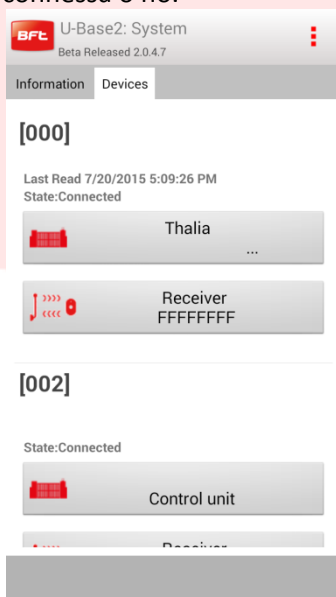 BFT
U-Base2: System
Beta Released 2.0.4.7
Information Devices
[000]
Last Read 7/20/2015 5:09:26 PM
State:Connected
Thalia
...
Receiver
FFFFFFFF
[002]
State:Connected
Control unit